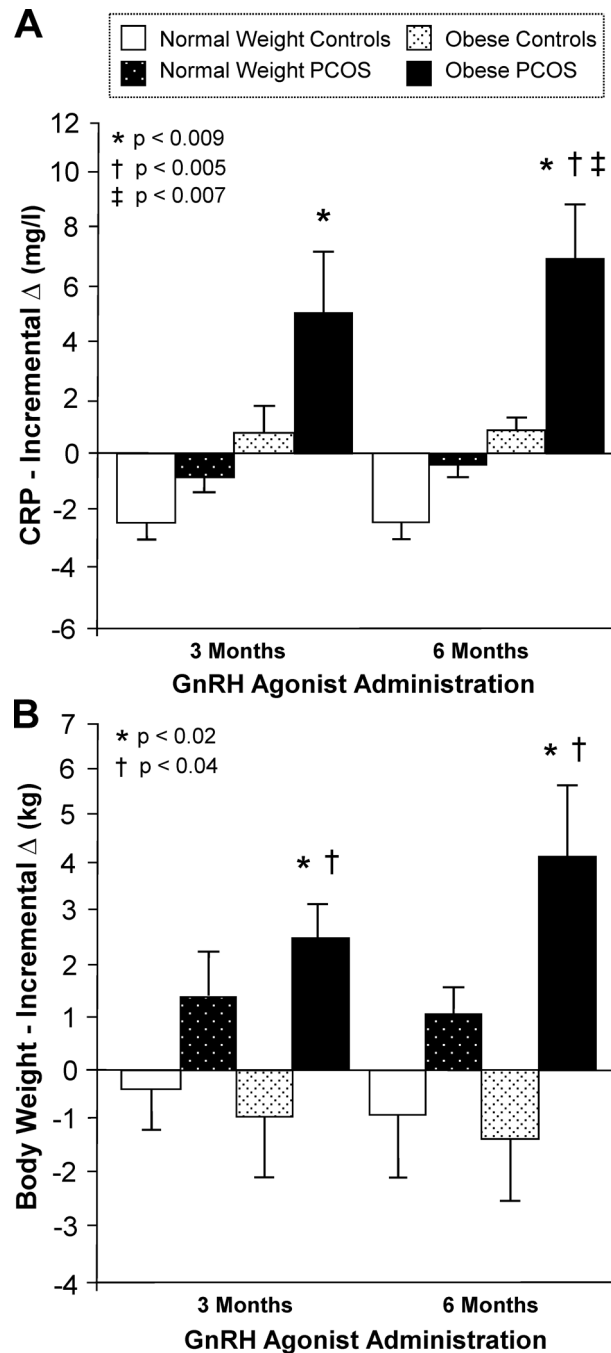 A
Normal Weight Controls
Obese Controls
Normal Weight PCOS
Obese PCOS
* p < 0.009
† p < 0.005
‡ p < 0.007
*
* † ‡
CRP - Incremental Δ (mg/l)
12
10
8
6
4
2
0
-2
-4
-6
3 Months
6 Months
GnRH Agonist Administration
B
* p < 0.02
† p < 0.04
* †
* †
Body Weight - Incremental Δ (kg)
7
6
5
4
3
2
1
0
-1
-2
-3
-4
3 Months
6 Months
GnRH Agonist Administration